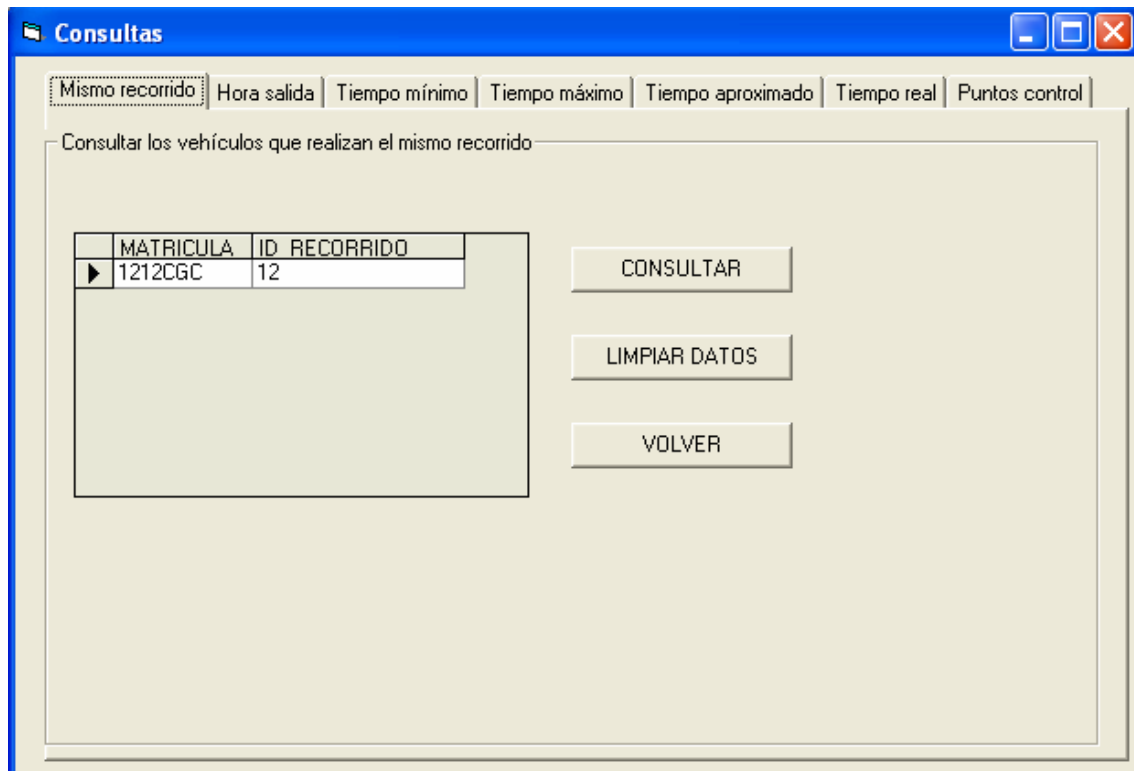 Consultas
Mismo recorrido Hora salida Tiempo mínimo Tiempo máximo Tiempo aproximado Tiempo real Puntos control
Consultar los vehículos que realizan el mismo recorrido
MATRICULA ID_RECORRIDO
1212CGC 12
CONSULTAR
LIMPIAR DATOS
VOLVER